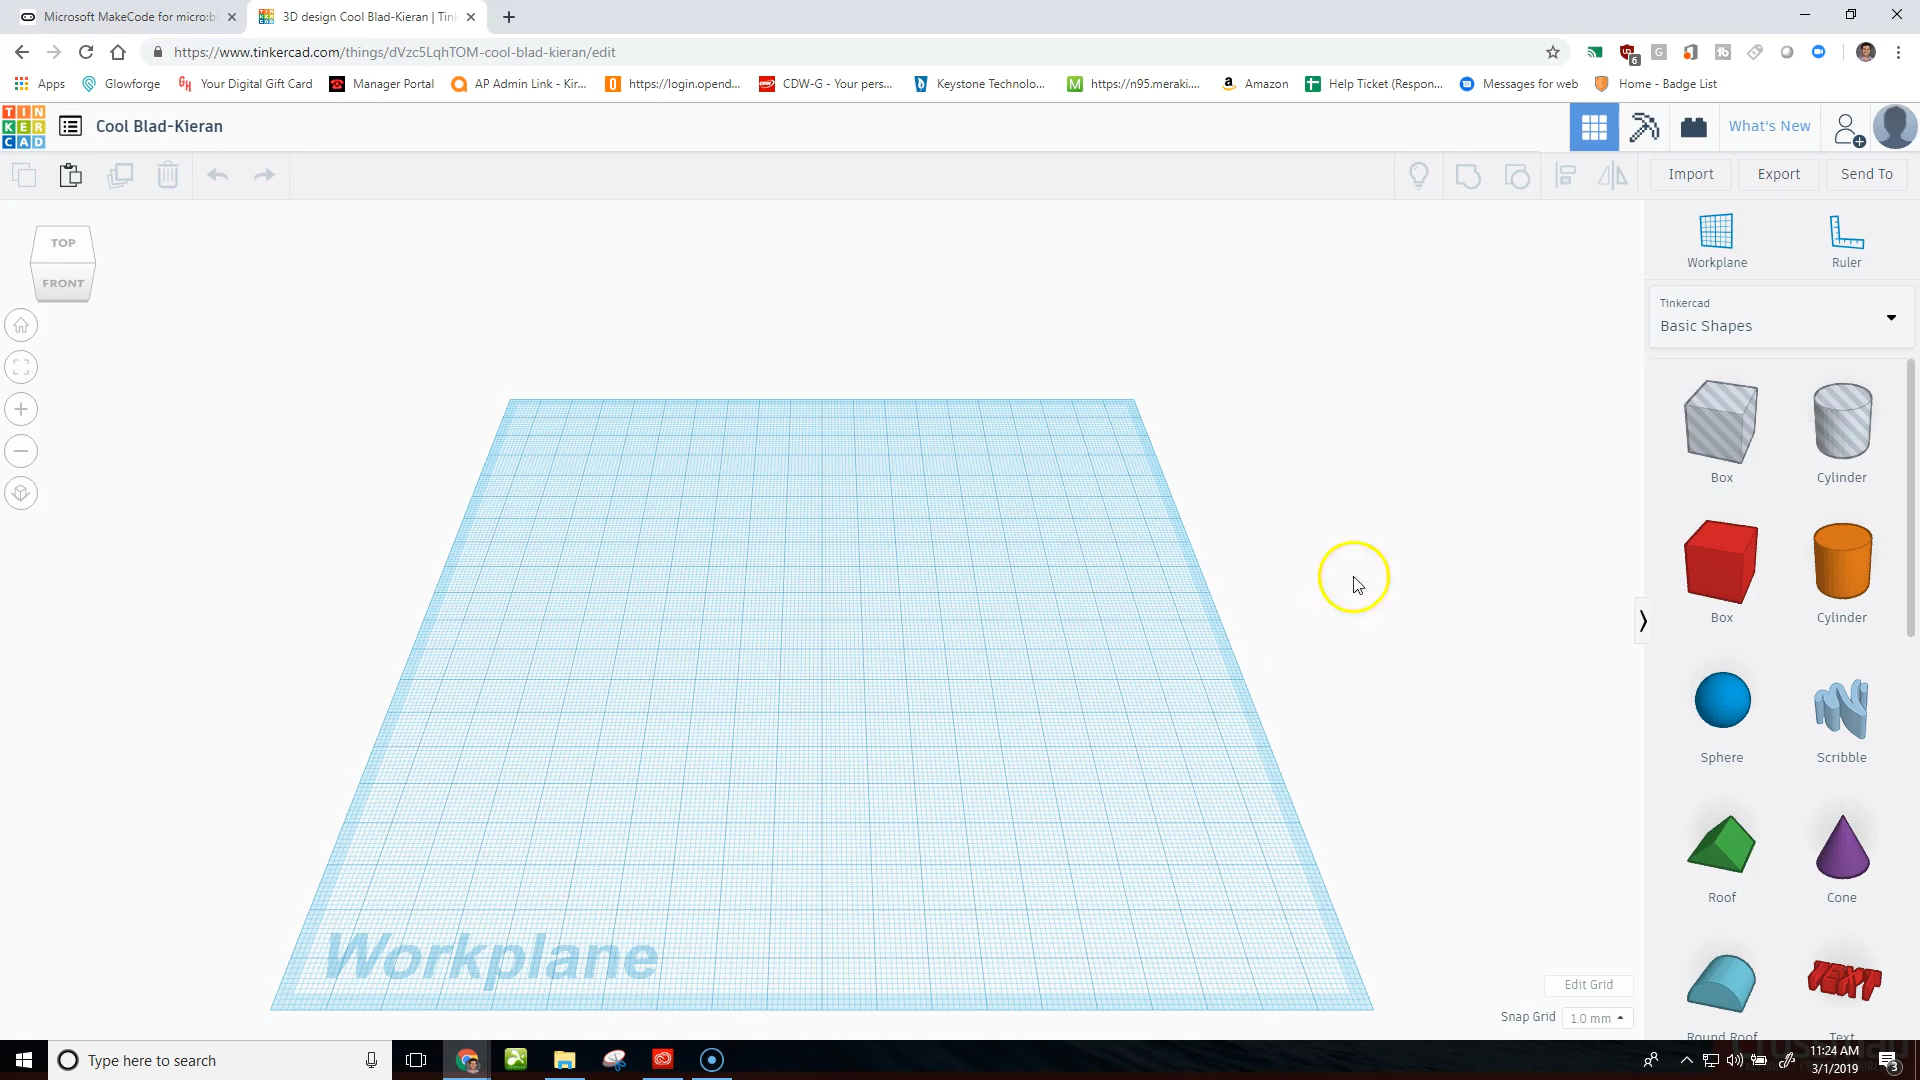 Microsoft MakeCode for micro:bi
3D design Cool Blad-Kieran | Tin
https://www.tinkercad.com/things/dVzc5LqhTOM-cool-blad-kieran/edit
6
Apps
Glowforge
Your Digital Gift Card
Manager Portal
AP Admin Link - Kir...
https://login.opend...
CDW-G - Your pers...
Keystone Technolo...
https://n95.meraki....
Amazon
Help Ticket (Respon...
Messages for web
Home - Badge List
TIN
KER
CAD
Cool Blad-Kieran
What's New
Import
Export
Send To
TOP
FRONT
Workplane
Ruler
Tinkercad
Basic Shapes
Box
Cylinder
Box
Cylinder
Sphere
Scribble
Roof
Cone
TEXT
Round Roof
Text
Workplane
Edit Grid
Snap Grid
1.0 mm
Type here to search
11:24 AM
3/1/2019
3